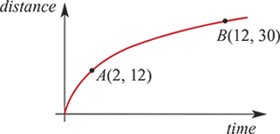 distance
B(12, 30)
A(2, 12)
time